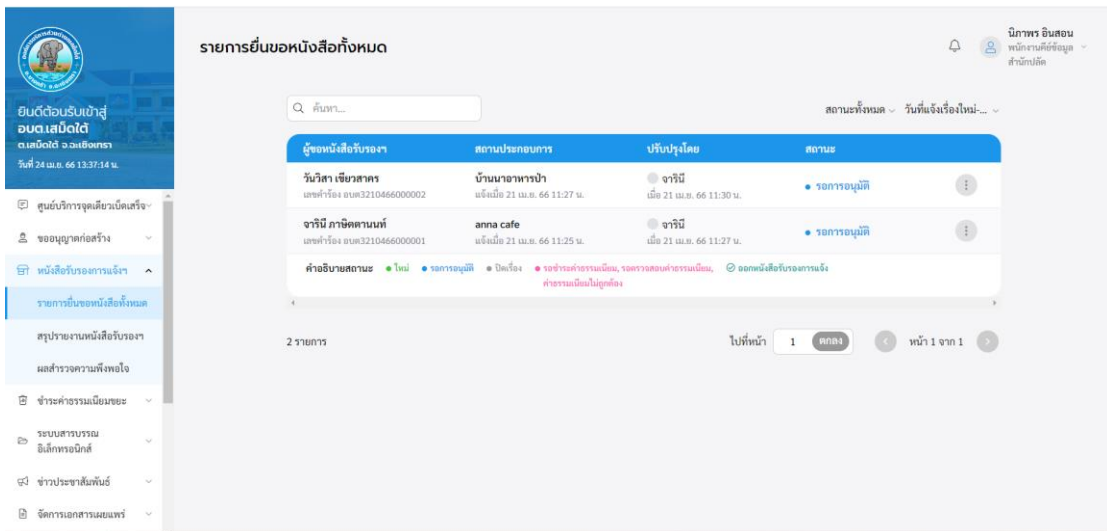 รายการยื่นขอหนังสือทั้งหมด
นิภาพร อินสอน
พนักงานคีย์ข้อมูล
สำนักปลัด
ยินดีต้อนรับเข้าสู่
อบต.เสม็ดใต้
ต.เสม็ดใต้ จ.ฉะเชิงเทรา
วันที่ 24 เม.ย. 66 13:37:14 น.
ศูนย์บริการจุดเดียวเบ็ดเสร็จ
ขออนุญาตก่อสร้าง
หนังสือรับรองการแจ้งฯ
รายการยื่นขอหนังสือทั้งหมด
สรุปรายงานหนังสือรับรองฯ
ผลสำรวจความพึงพอใจ
ชำระค่าธรรมเนียมขยะ
ระบบสารบรรณ
อิเล็กทรอนิกส์
ข่าวประชาสัมพันธ์
จัดการเอกสารเผยแพร่
ค้นหา...
สถานะทั้งหมด วันที่แจ้งเรื่องใหม่-...
ผู้ขอหนังสือรับรองฯ สถานประกอบการ ปรับปรุงโดย สถานะ
วันวิสา เขียวสาคร บ้านนาอาหารป่า จารินี รอการอนุมัติ
เลขคำร้อง อบต3210466000002 แจ้งเมื่อ 21 เม.ย. 66 11:27 น. เมื่อ 21 เม.ย. 66 11:30 น.
จารินี ภาษิตตานนท์ anna cafe จารินี รอการอนุมัติ
เลขคำร้อง อบต3210466000001 แจ้งเมื่อ 21 เม.ย. 66 11:25 น. เมื่อ 21 เม.ย. 66 11:27 น.
คำอธิบายสถานะ ใหม่ รอการอนุมัติ ปิดเรื่อง รอชำระค่าธรรมเนียม, รอตรวจสอบค่าธรรมเนียม, ออกหนังสือรับรองการแจ้ง
ค่าธรรมเนียมไม่ถูกต้อง
2 รายการ ไปที่หน้า 1 ตกลง หน้า 1 จาก 1